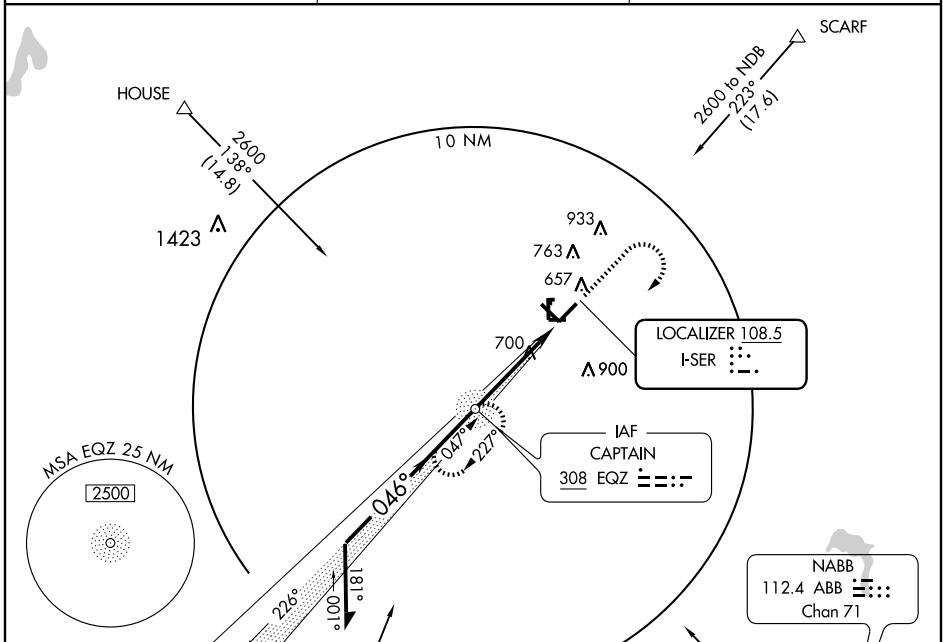 SCARF
2600 to NDB
223°
(17.6)
HOUSE
2600
138°
(14.8)
10 NM
1423
933
763
657
LOCALIZER 108.5
I-SER
700
900
IAF
CAPTAIN
308 EQZ
047°
227°
046°
MSA EQZ 25 NM
2500
226°
001°
181°
NABB
112.4 ABB
Chan 71